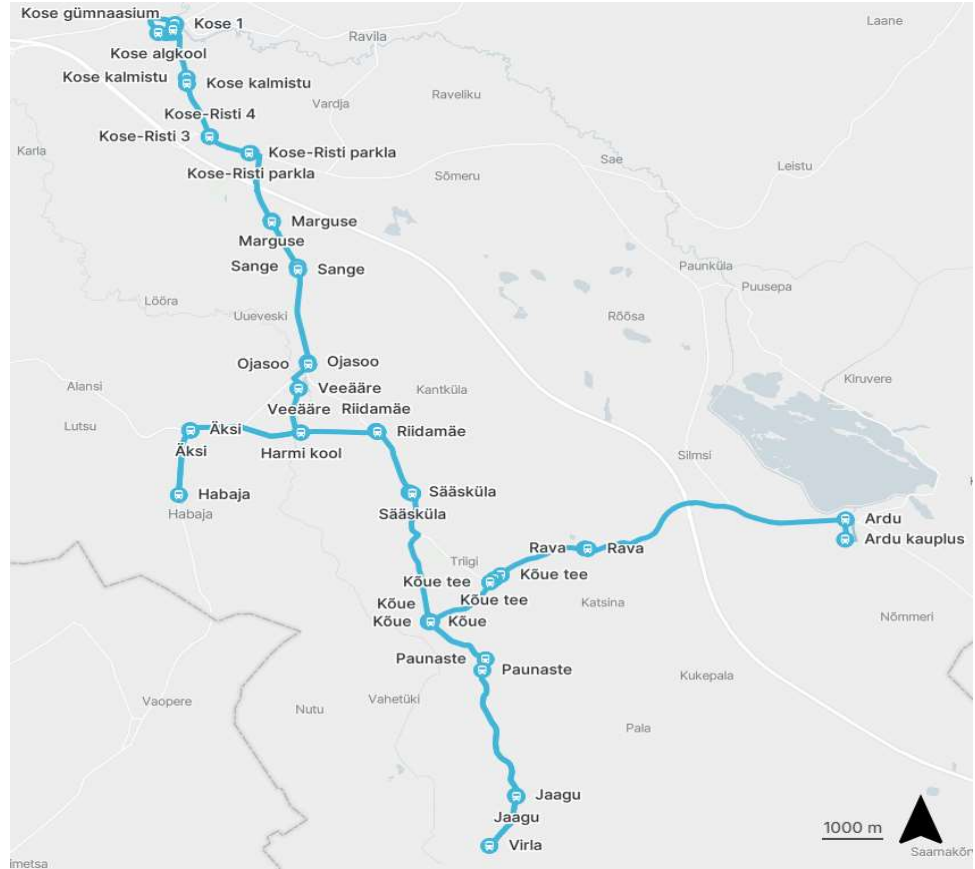 Kose gümnaasium
Kose 1
Laane
Ravila
Kose algkool
Kose kalmistu
Kose kalmistu
Raveliku
Vardja
Kose-Risti 4
Kose-Risti 3
Karla
Kose-Risti parkla
Sae
Leistu
Kose-Risti parkla
Sõmeru
Marguse
Marguse
Sange
Sange
Paunküla
Puusepa
Lööra
Uueveski
Rõõsa
Ojasoo
Ojasoo
Kiruvere
Alansi
Veeääre
Kantküla
Veeääre
Riidamäe
Lutsu
Äksi
Riidamäe
Äksi
Harmi kool
Silmsi
Habaja
Sääsküla
Habaja
Sääsküla
Ardu
Ardu kauplus
Rava
Rava
Triigi
Kõue tee
Kõue tee
Kõue tee
Katsina
Kõue
Kõue
Kõue
Nõmmeri
Paunaste
Paunaste
Kukepala
Vaopere
Nutu
Vahetüki
Pala
Jaagu
Jaagu
1000 m
Virla
Saarnakõrv
imetsa